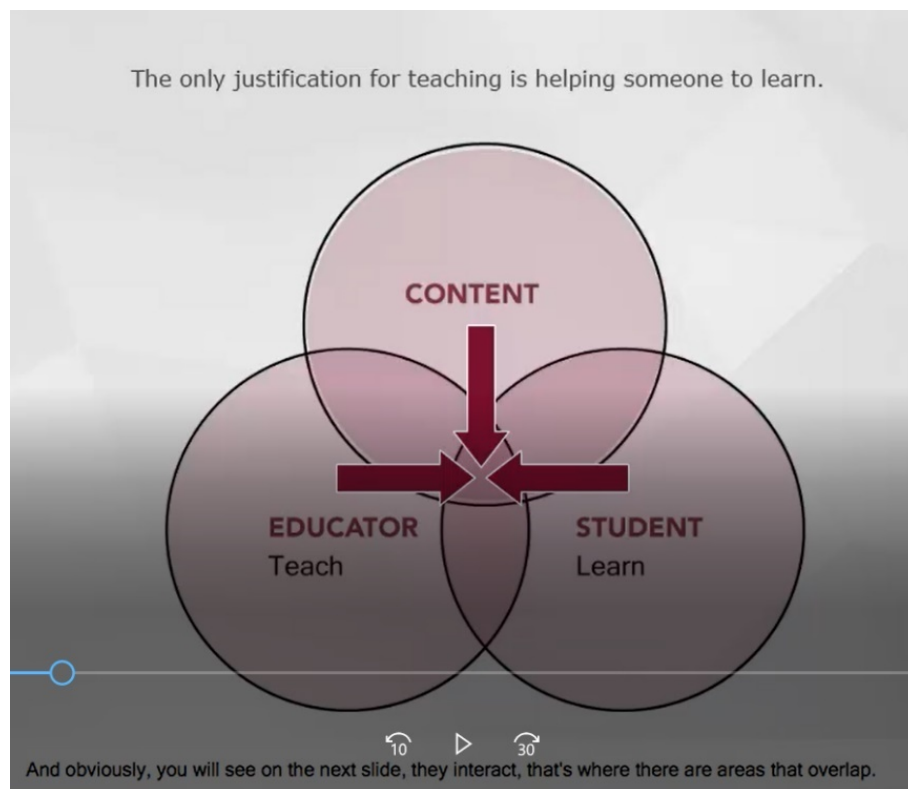 The only justification for teaching is helping someone to learn.
CONTENT
EDUCATOR
Teach
STUDENT
Learn
10
30
And obviously, you will see on the next slide, they interact, that's where there are areas that overlap.